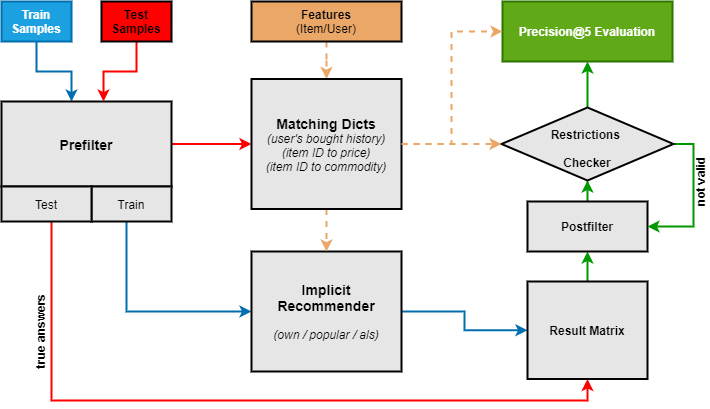 Train
Samples
Test
Samples
Features
(Item/User)
Precision@5 Evaluation
Prefilter
Test
Train
Matching Dicts
(user's bought history)
(item ID to price)
(item ID to commodity)
Restrictions
Checker
not valid
Postfilter
Implicit
Recommender
(own / popular / als)
Result Matrix
true answers